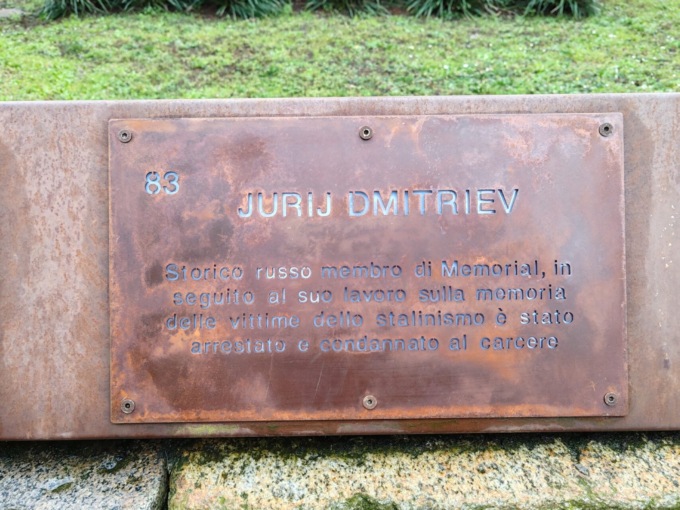 83
JURIJ DMITRIEV
Storico russo membro di Memorial, in
seguito al suo lavoro sulla memoria
delle vittime dello stalinismo è stato
arrestato e condannato al carcere